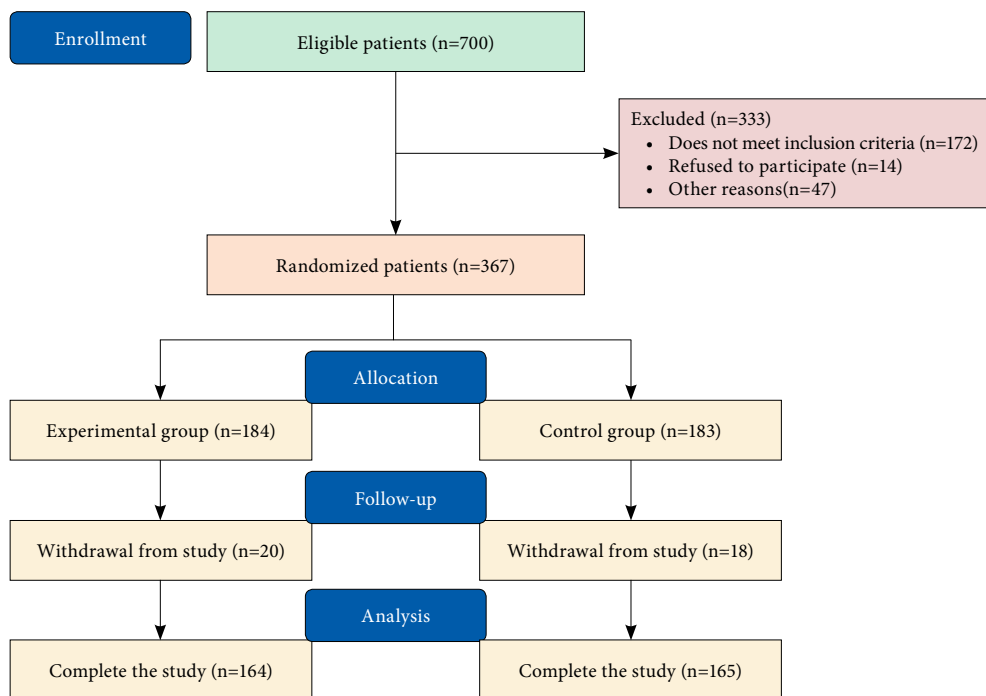 Enrollment
Eligible patients (n=700)
Excluded (n=333)
• Does not meet inclusion criteria (n=172)
• Refused to participate (n=14)
• Other reasons(n=47)
Randomized patients (n=367)
Allocation
Experimental group (n=184)
Control group (n=183)
Follow-up
Withdrawal from study (n=20)
Withdrawal from study (n=18)
Analysis
Complete the study (n=164)
Complete the study (n=165)